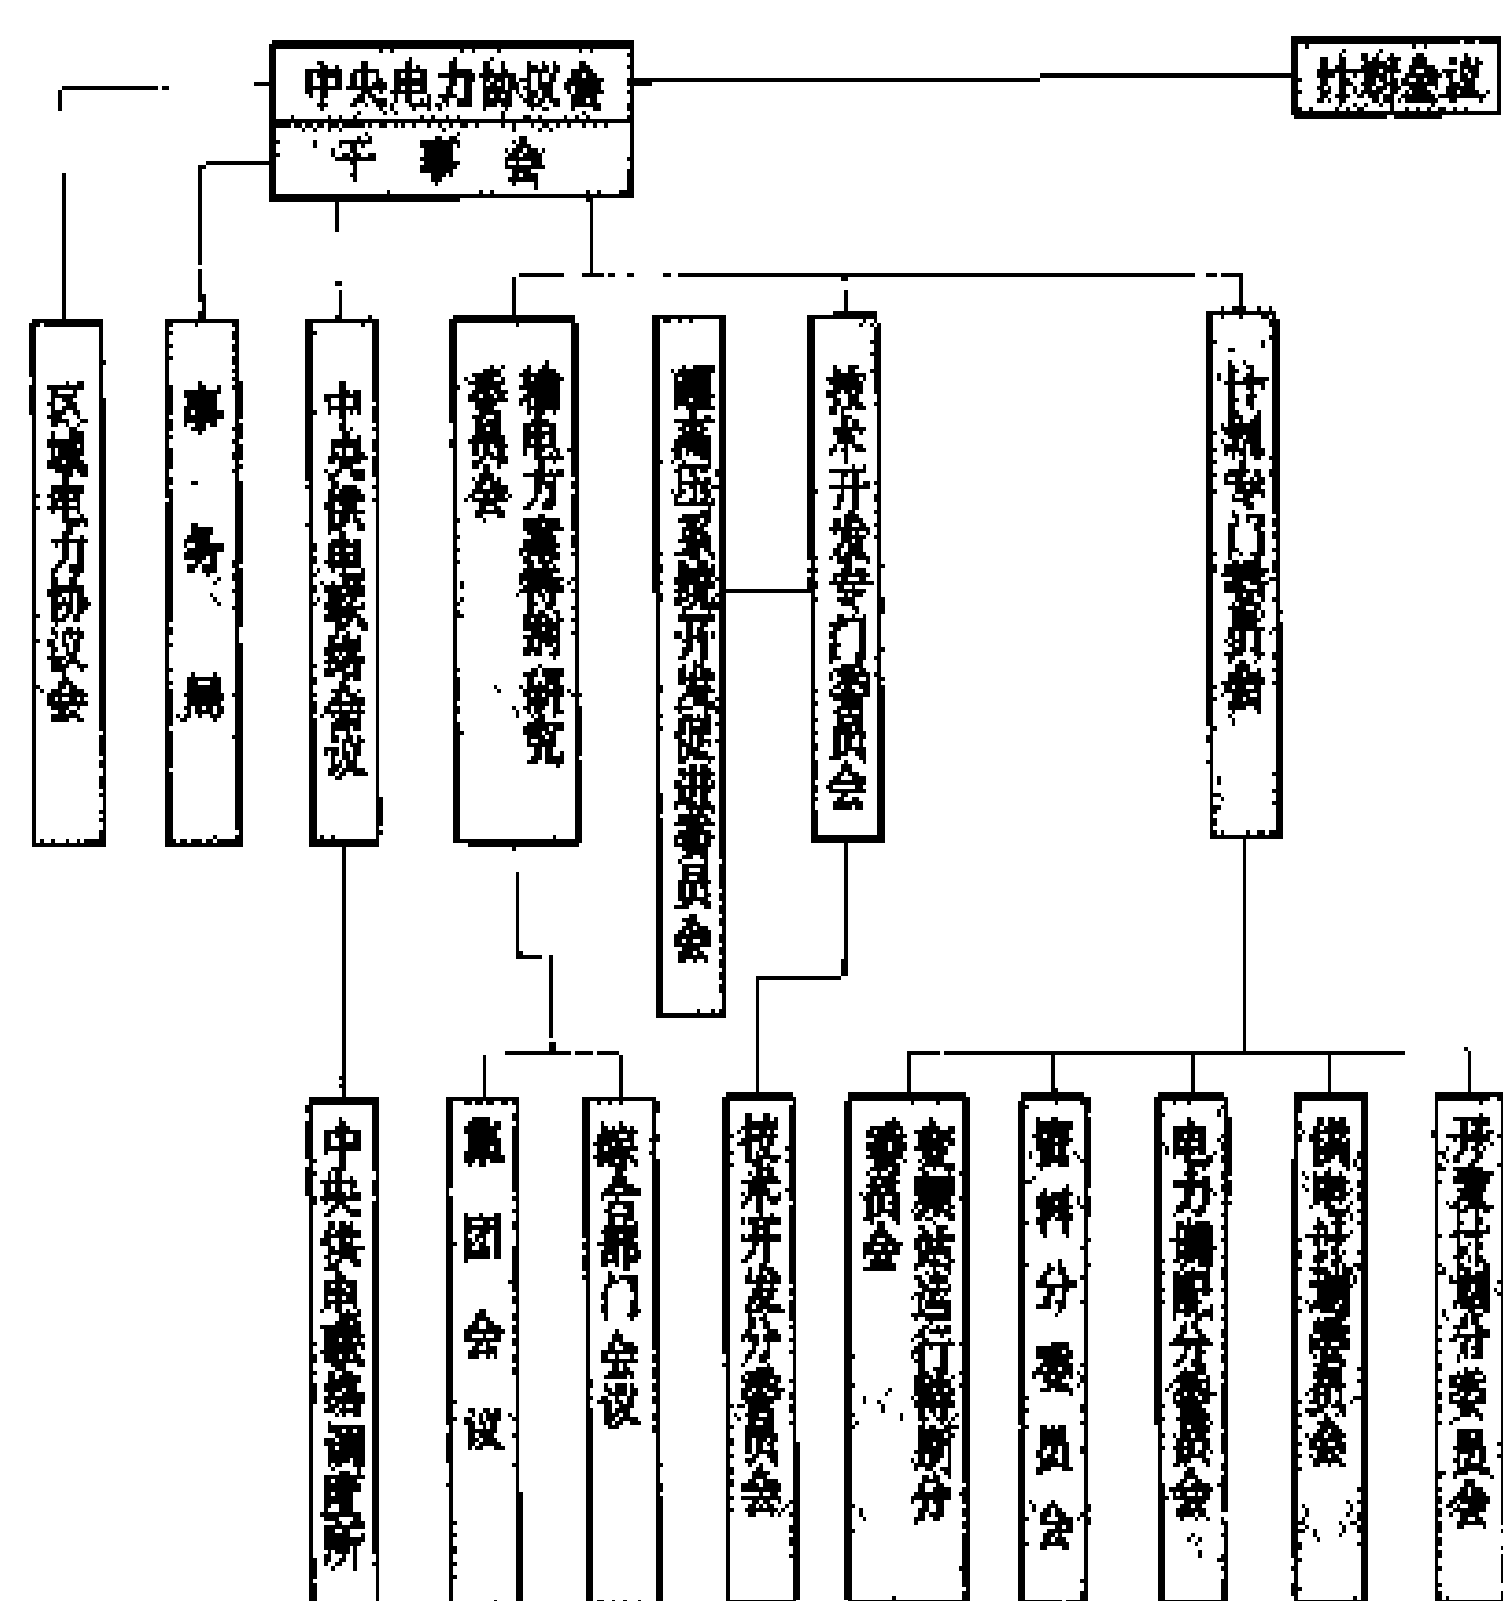 中央电力协议会
计划会议
干事会
区域电力协议会
事务局
中央供电联络会议
输电方案特别研究
委员会
超高压系统开发促进委员会
技术开发专门委员会
计划专门委员会
中央供电联络调度所
集团会议
综合部门会议
技术开发分委员会
委员会
资料分委员会
电力调配分委员会
供电计划委员会
开发计划分委员会